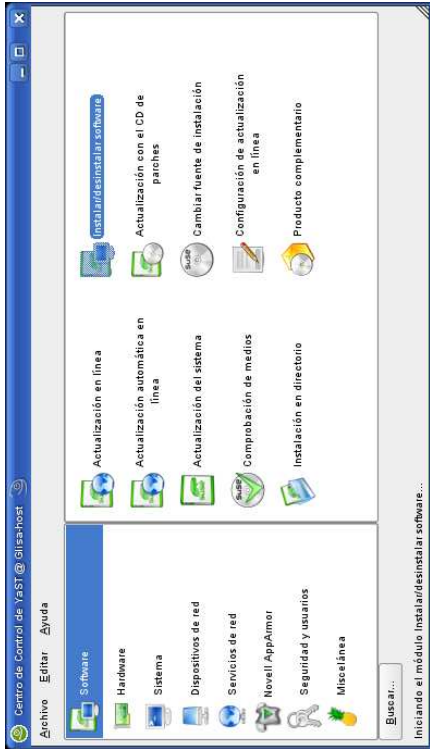 Centro de Control de YaST @ Glisa-host
Archivo Editar Ayuda
Software
Hardware
Sistema
Dispositivos de red
Servicios de red
Novell AppArmor
Seguridad y usuarios
Miscelánea
Buscar...
Actualización en línea
Actualización automática en
línea
Actualización del sistema
Comprobación de medios
Instalación en directorio
Instalar/desinstalar software
Actualización con el CD de
parches
Cambiar fuente de instalación
Configuración de actualización
en línea
Producto complementario
Iniciando el módulo Instalar/desinstalar software...